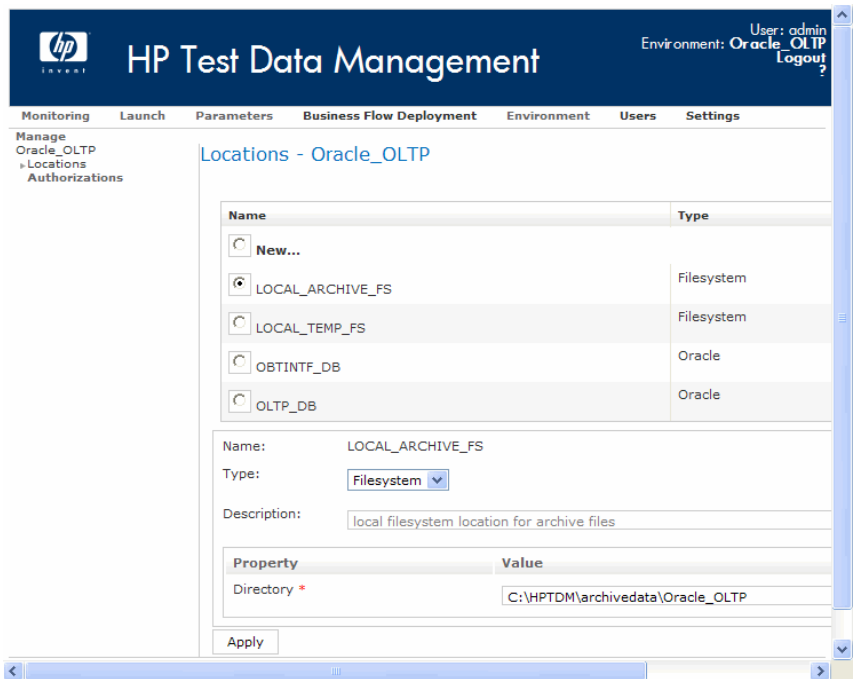 hp
invent
HP Test Data Management
User: admin
Environment: Oracle_OLTP
Logout
?
Monitoring Launch Parameters Business Flow Deployment Environment Users Settings
Manage
Oracle_OLTP
Locations
Authorizations
Locations - Oracle_OLTP
Name Type
New...
LOCAL_ARCHIVE_FS Filesystem
LOCAL_TEMP_FS Filesystem
OBTINTF_DB Oracle
OLTP_DB Oracle
Name: LOCAL_ARCHIVE_FS
Type: Filesystem
Description: local filesystem location for archive files
Property Value
Directory * C:\HPTDM\archivedata\Oracle_OLTP
Apply